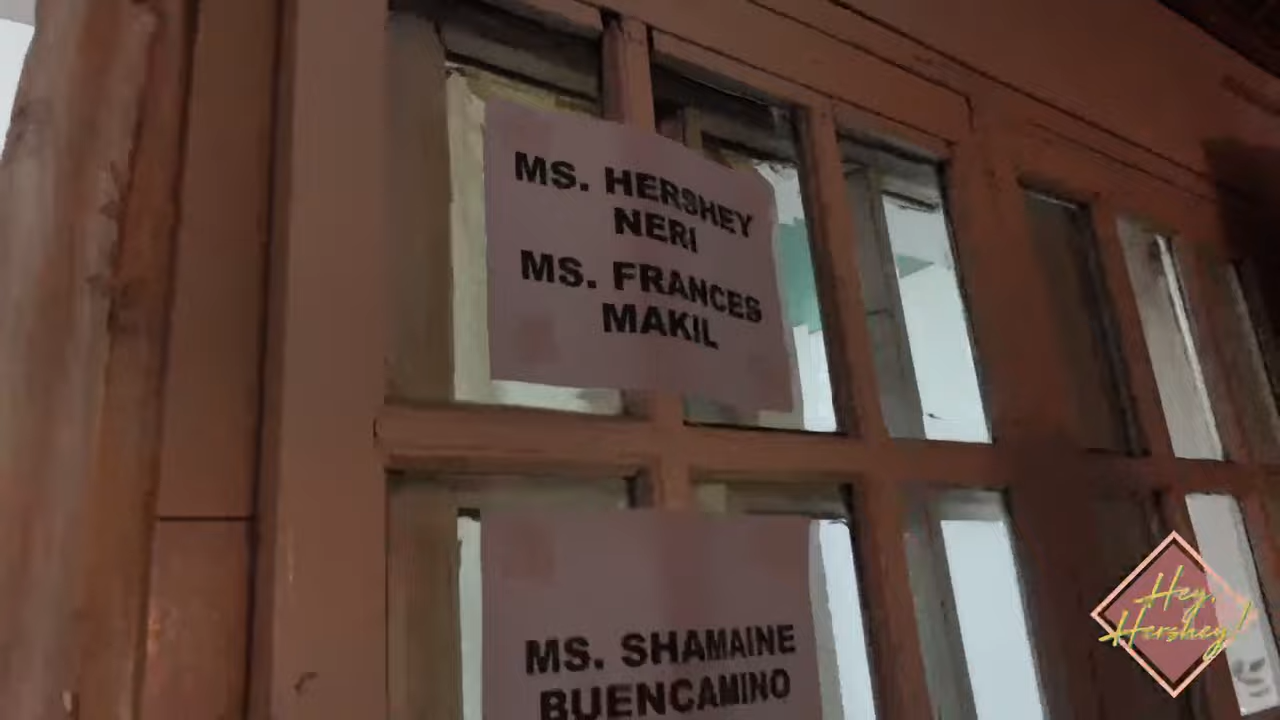 MS. HERSHEY
NERI
MS. FRANCES
MAKIL
MS. SHAMAINE
BUENCAMINO
Hey,
Hershey!